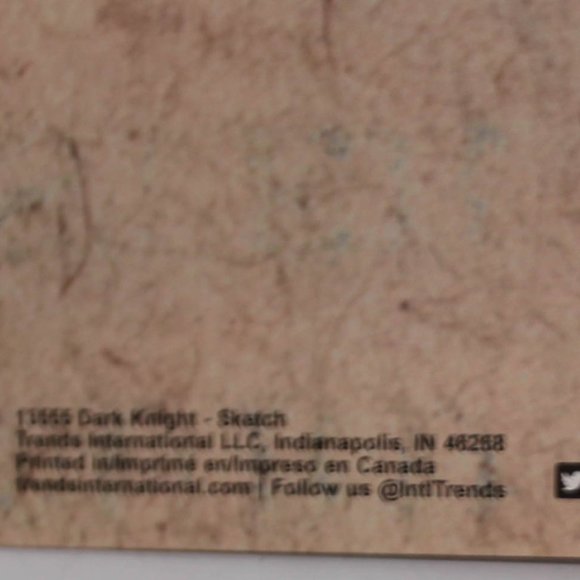 Dark Knight - Sketch
Trends International LLC, Indianapolis, IN 46268
Printed in/Imprimé en/Impreso en Canada
trendsinternational.com | Follow us @IntlTrends